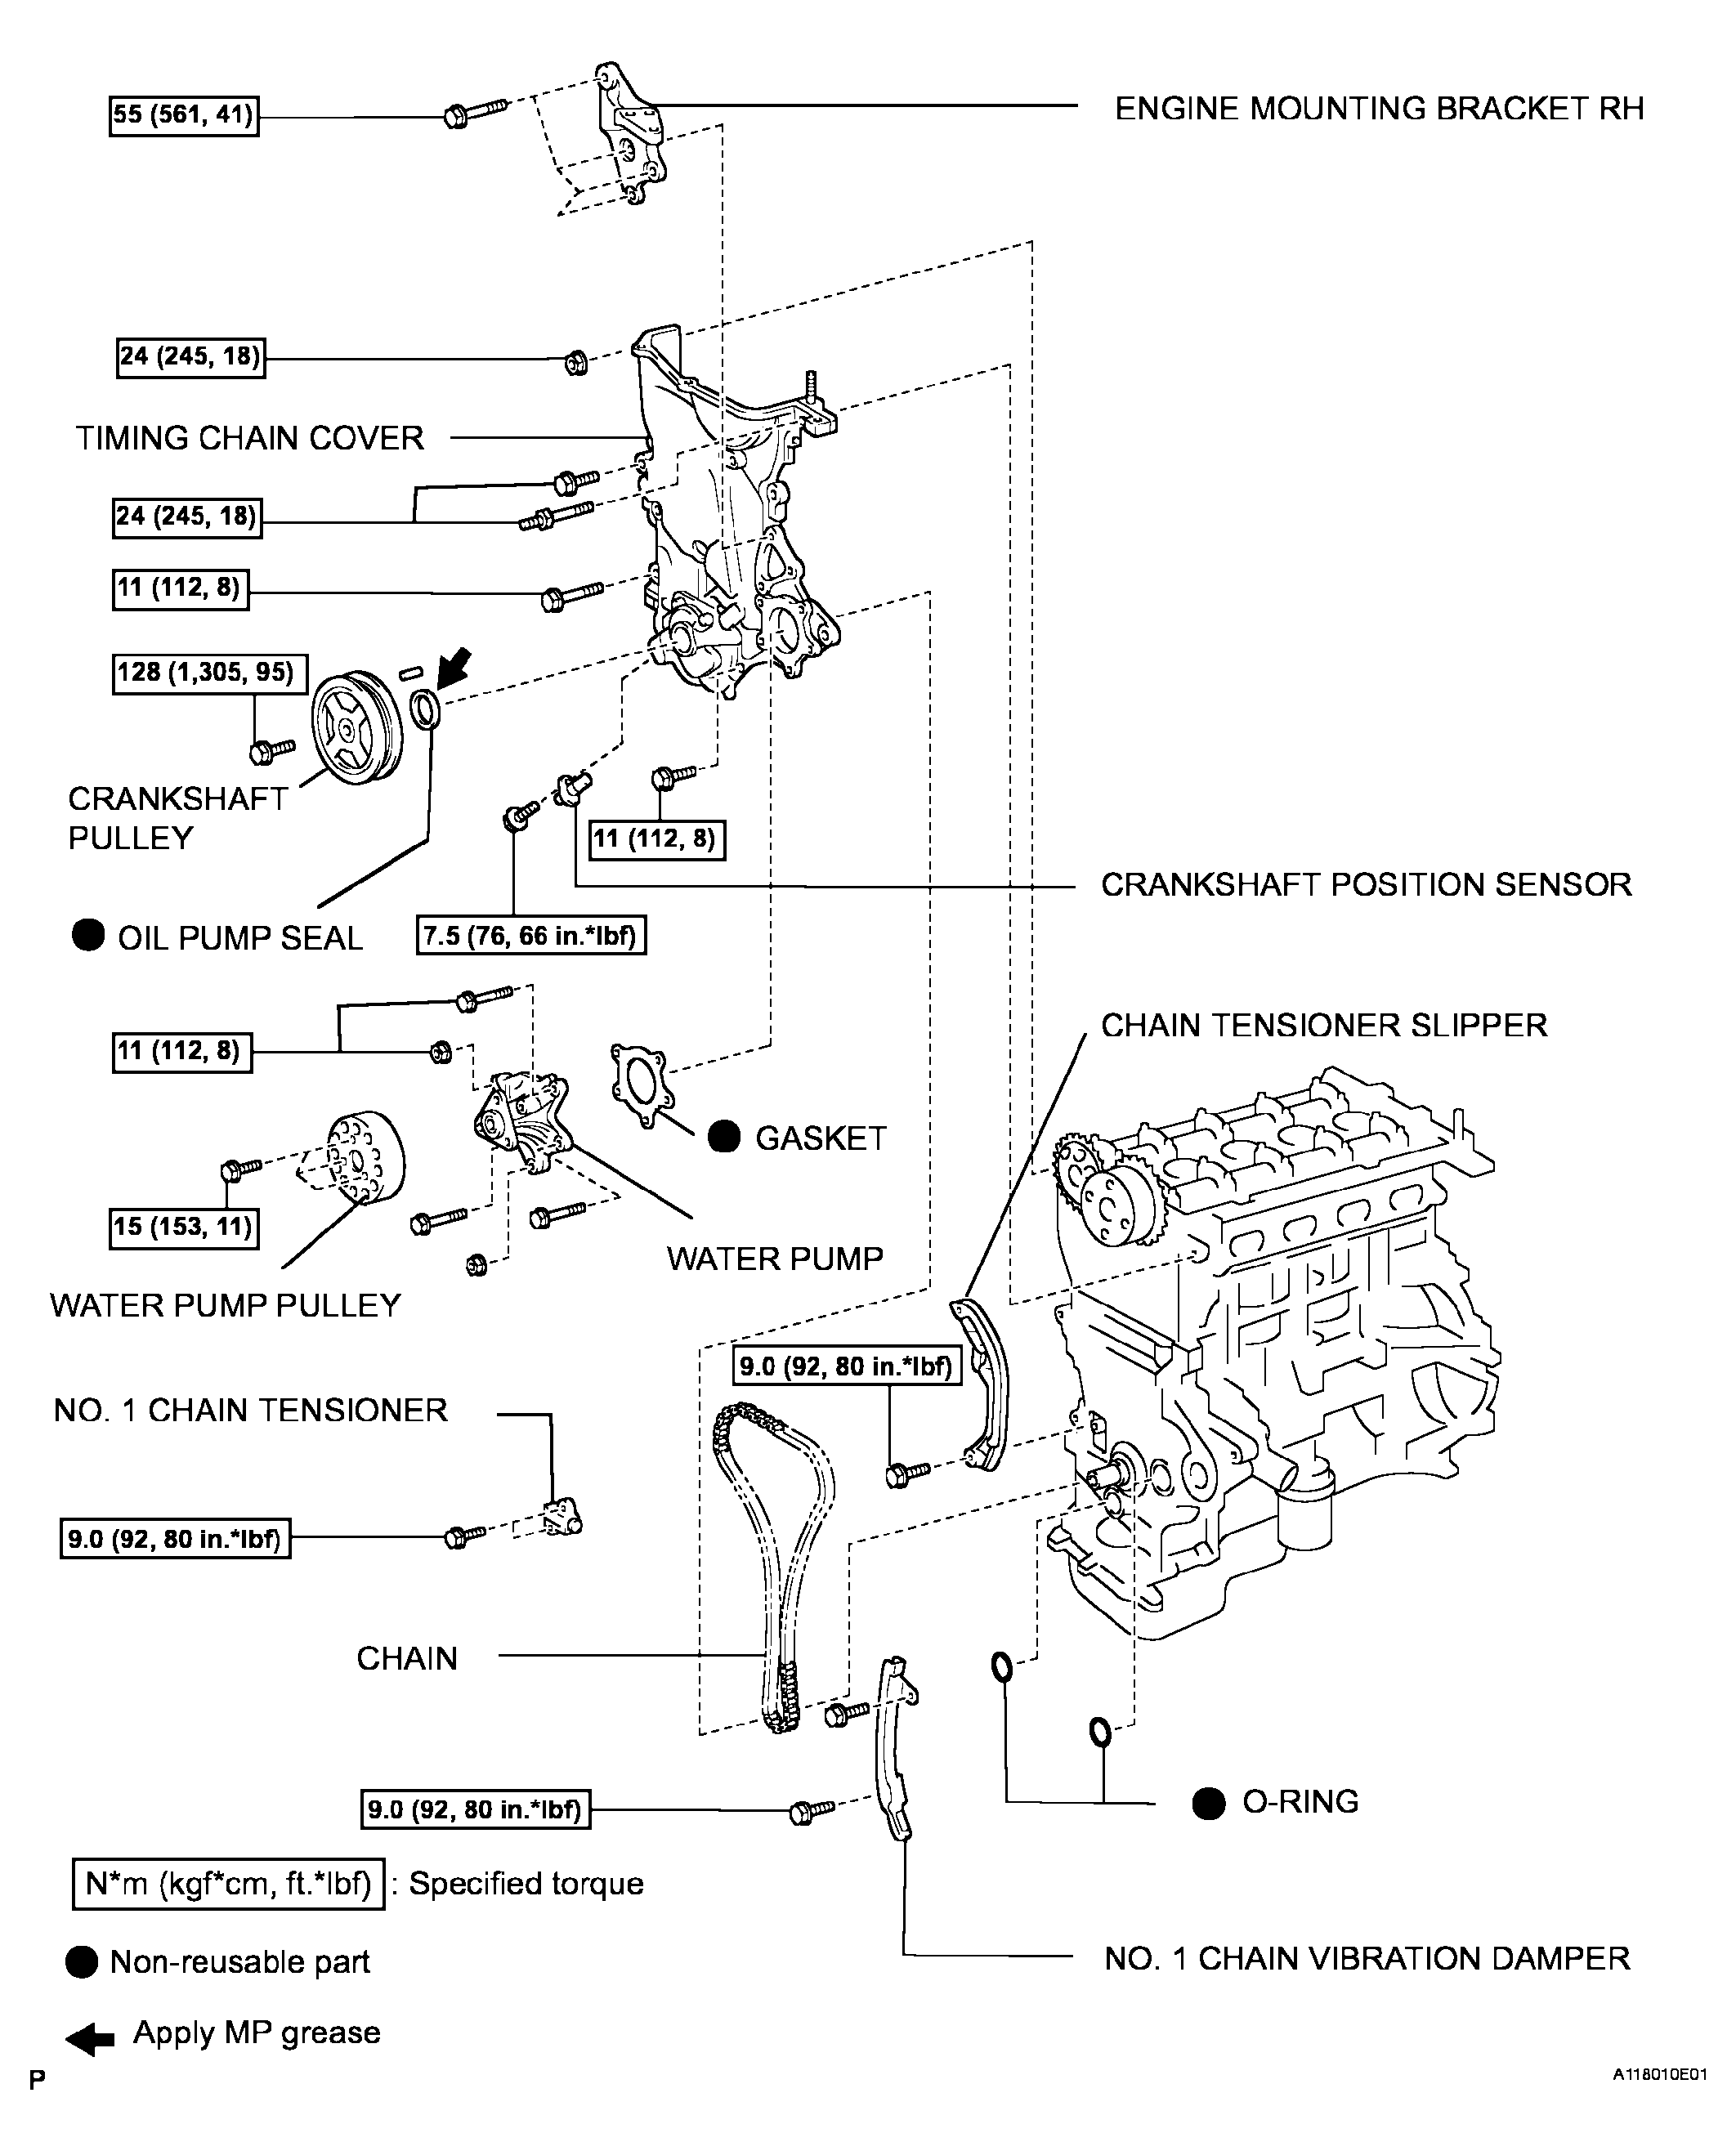 55 (561, 41)
ENGINE MOUNTING BRACKET RH
24 (245, 18)
TIMING CHAIN COVER
24 (245, 18)
11 (112, 8)
128 (1,305, 95)
CRANKSHAFT
PULLEY
11 (112, 8)
CRANKSHAFT POSITION SENSOR
OIL PUMP SEAL
7.5 (76, 66 in.*lbf)
CHAIN TENSIONER SLIPPER
11 (112, 8)
GASKET
15 (153, 11)
WATER PUMP
WATER PUMP PULLEY
9.0 (92, 80 in.*lbf)
NO. 1 CHAIN TENSIONER
9.0 (92, 80 in.*lbf)
CHAIN
9.0 (92, 80 in.*lbf)
O-RING
N*m (kgf*cm, ft.*lbf) : Specified torque
NO. 1 CHAIN VIBRATION DAMPER
Non-reusable part
Apply MP grease
P
A118010E01